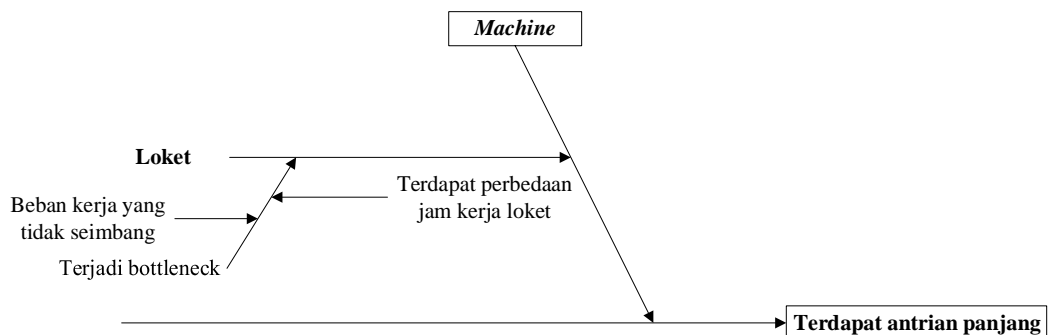 Machine
Loket
Terdapat perbedaan
jam kerja loket
Beban kerja yang
tidak seimbang
Terjadi bottleneck
Terdapat antrian panjang